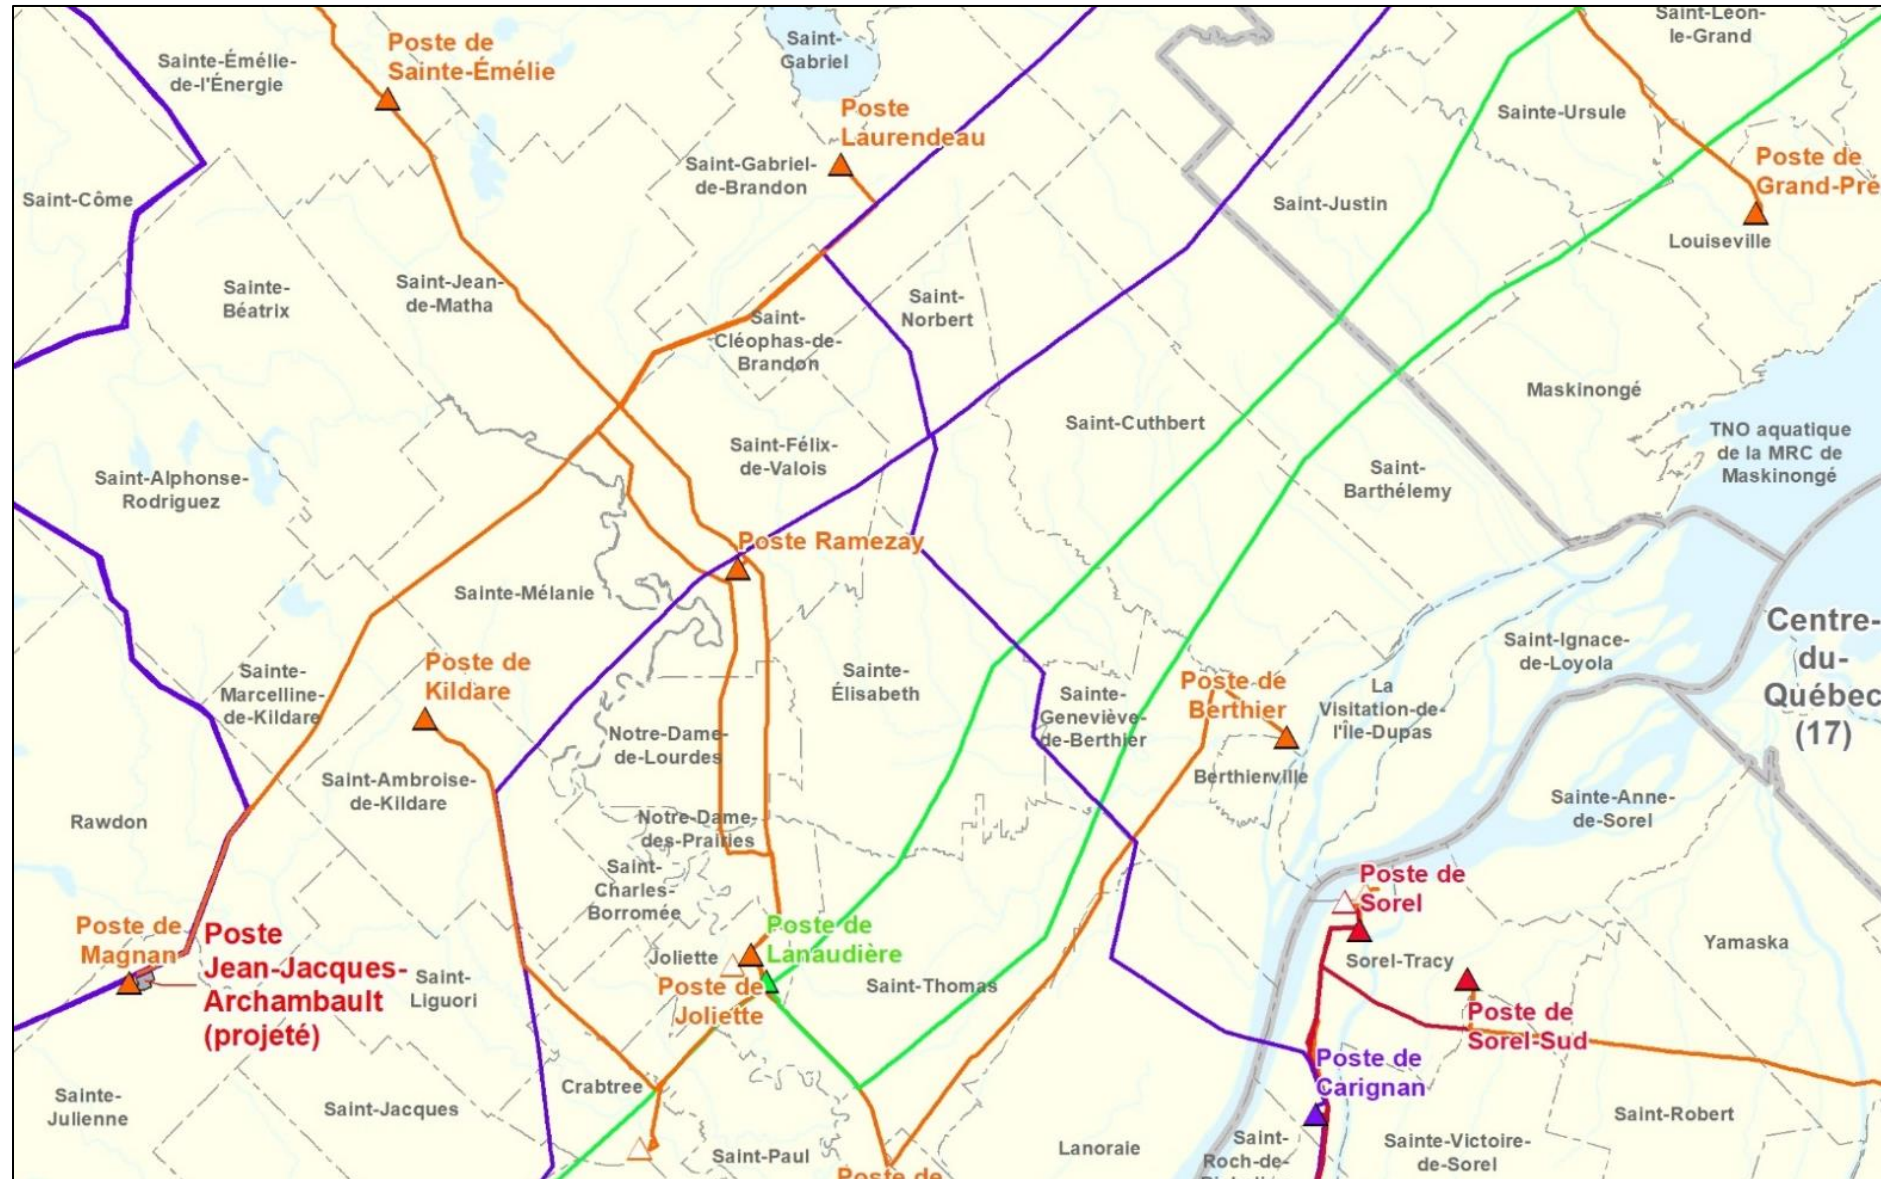 Saint-Léon-
le-Grand
Saint-
Gabriel
Poste de
Sainte-Émélie
Sainte-Émélie-
de-l'Énergie
Poste
Laurendeau
Sainte-Ursule
Poste de
Grand-Pré
Saint-Gabriel-
de-Brandon
Saint-Côme
Saint-Justin
Louiseville
Saint-Jean-
de-Matha
Sainte-
Béatrix
Saint-
Norbert
Saint-
Cléophas-de-
Brandon
Maskinongé
Saint-Cuthbert
TNO aquatique
de la MRC de
Maskinongé
Saint-Félix-
de-Valois
Saint-
Barthélemy
Saint-Alphonse-
Rodriguez
Poste Ramezay
Sainte-Mélanie
Centre-
du-
Québec
(17)
Saint-Ignace-
de-Loyola
Poste de
Kildare
Sainte-
Élisabeth
Sainte-
Marcelline-
de-Kildare
Sainte-
Geneviève-
de-Berthier
Poste de
Berthier
La
Visitation-de-
l'Île-Dupas
Notre-Dame-
de-Lourdes
Berthierville
Saint-Ambroise-
de-Kildare
Sainte-Anne-
de-Sorel
Rawdon
Notre-Dame-
des-Prairies
Saint-
Charles-
Borromée
Poste de
Sorel
Poste de
Magnan
Poste
Jean-Jacques-
Archambault
(projeté)
Poste de
Lanaudière
Yamaska
Joliette
Sorel-Tracy
Saint-
Liguori
Poste de
Joliette
Saint-Thomas
Poste de
Sorel-Sud
Poste de
Carignan
Crabtree
Sainte-
Julienne
Saint-Jacques
Saint-Robert
Saint-Paul
Lanoraie
Saint-
Roch-de-
Sainte-Victoire-
de-Sorel
Poste de